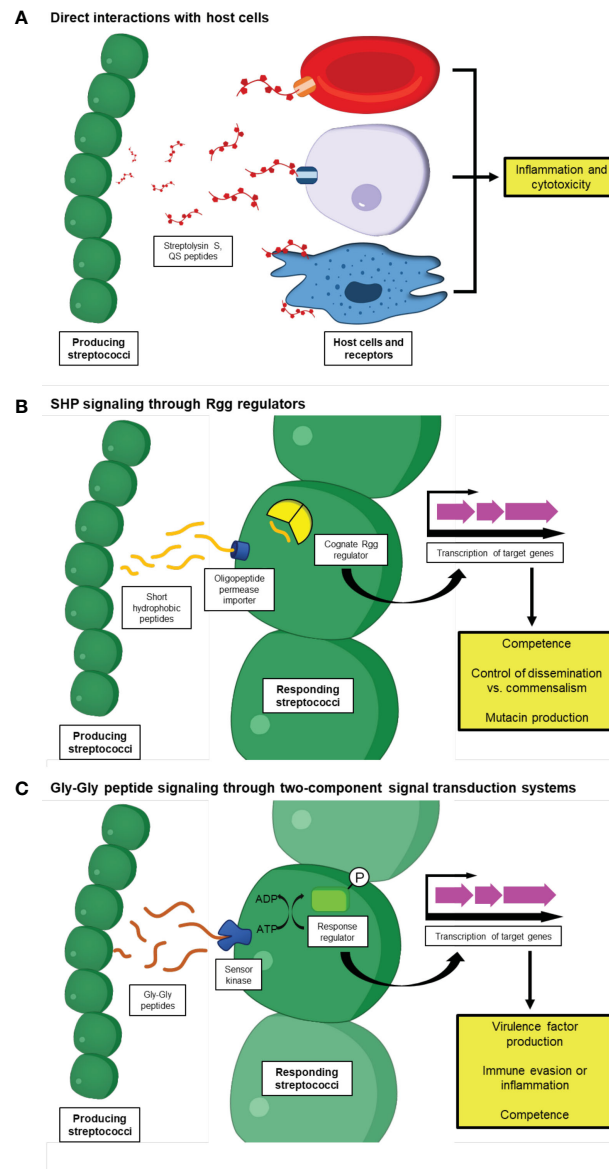 A Direct interactions with host cells
Streptolysin S,
QS peptides
Inflammation and
cytotoxicity
Producing
streptococci
Host cells and
receptors
B SHP signaling through Rgg regulators
Cognate Rgg
regulator
Transcription of target genes
Oligopeptide
permease
importer
Short
hydrophobic
peptides
Competence
Control of dissemination
vs. commensalism
Mutacin production
Responding
streptococci
Producing
streptococci
C Gly-Gly peptide signaling through two-component signal transduction systems
P
ADP
ATP
Response
regulator
Transcription of target genes
Sensor
kinase
Gly-Gly
peptides
Virulence factor
production
Immune evasion or
inflammation
Competence
Responding
streptococci
Producing
streptococci